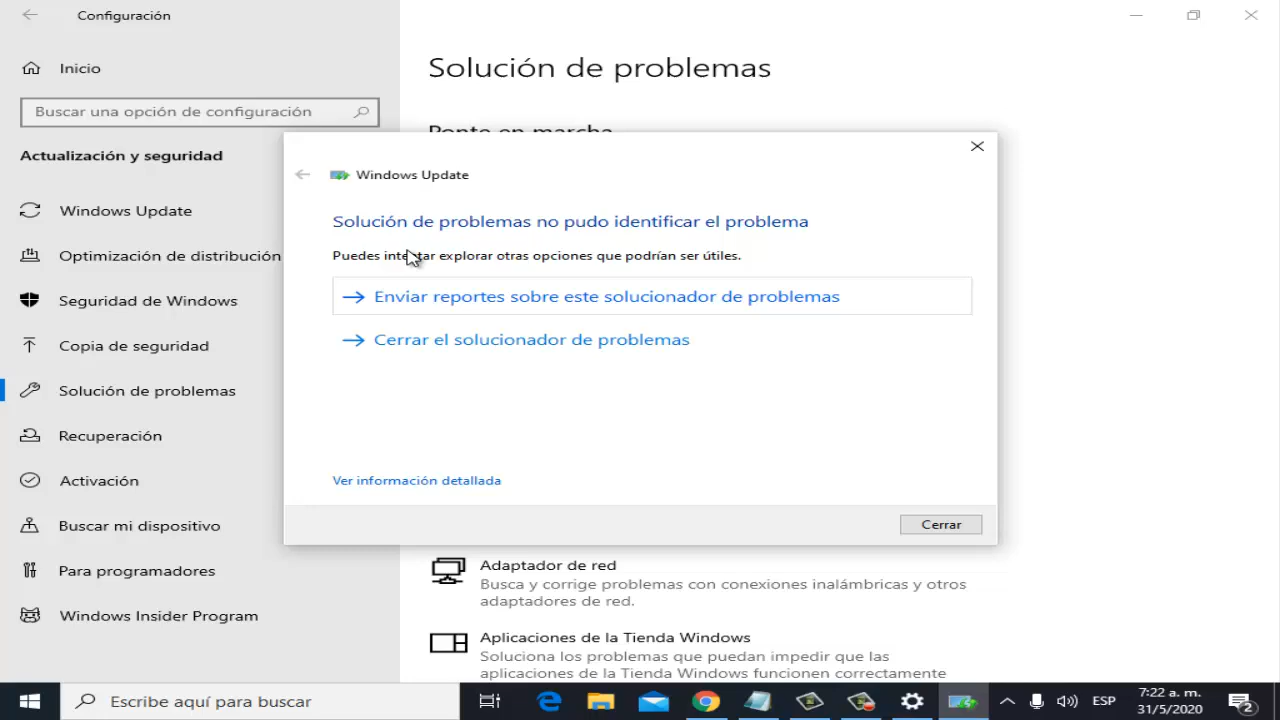 Configuración
Inicio
Buscar una opción de configuración
Actualización y seguridad
Windows Update
Optimización de distribución
Seguridad de Windows
Copia de seguridad
Solución de problemas
Recuperación
Activación
Buscar mi dispositivo
Para programadores
Windows Insider Program
Solución de problemas
Ponte en marcha
Windows Update
Solución de problemas no pudo identificar el problema
Puedes intentar explorar otras opciones que podrían ser útiles.
Enviar reportes sobre este solucionador de problemas
Cerrar el solucionador de problemas
Ver información detallada
Cerrar
Adaptador de red
Busca y corrige problemas con conexiones inalámbricas y otros
adaptadores de red.
Aplicaciones de la Tienda Windows
Soluciona los problemas que puedan impedir que las
aplicaciones de la Tienda Windows funcionen correctamente
Escribe aquí para buscar
ESP
7:22 a. m.
31/5/2020
2